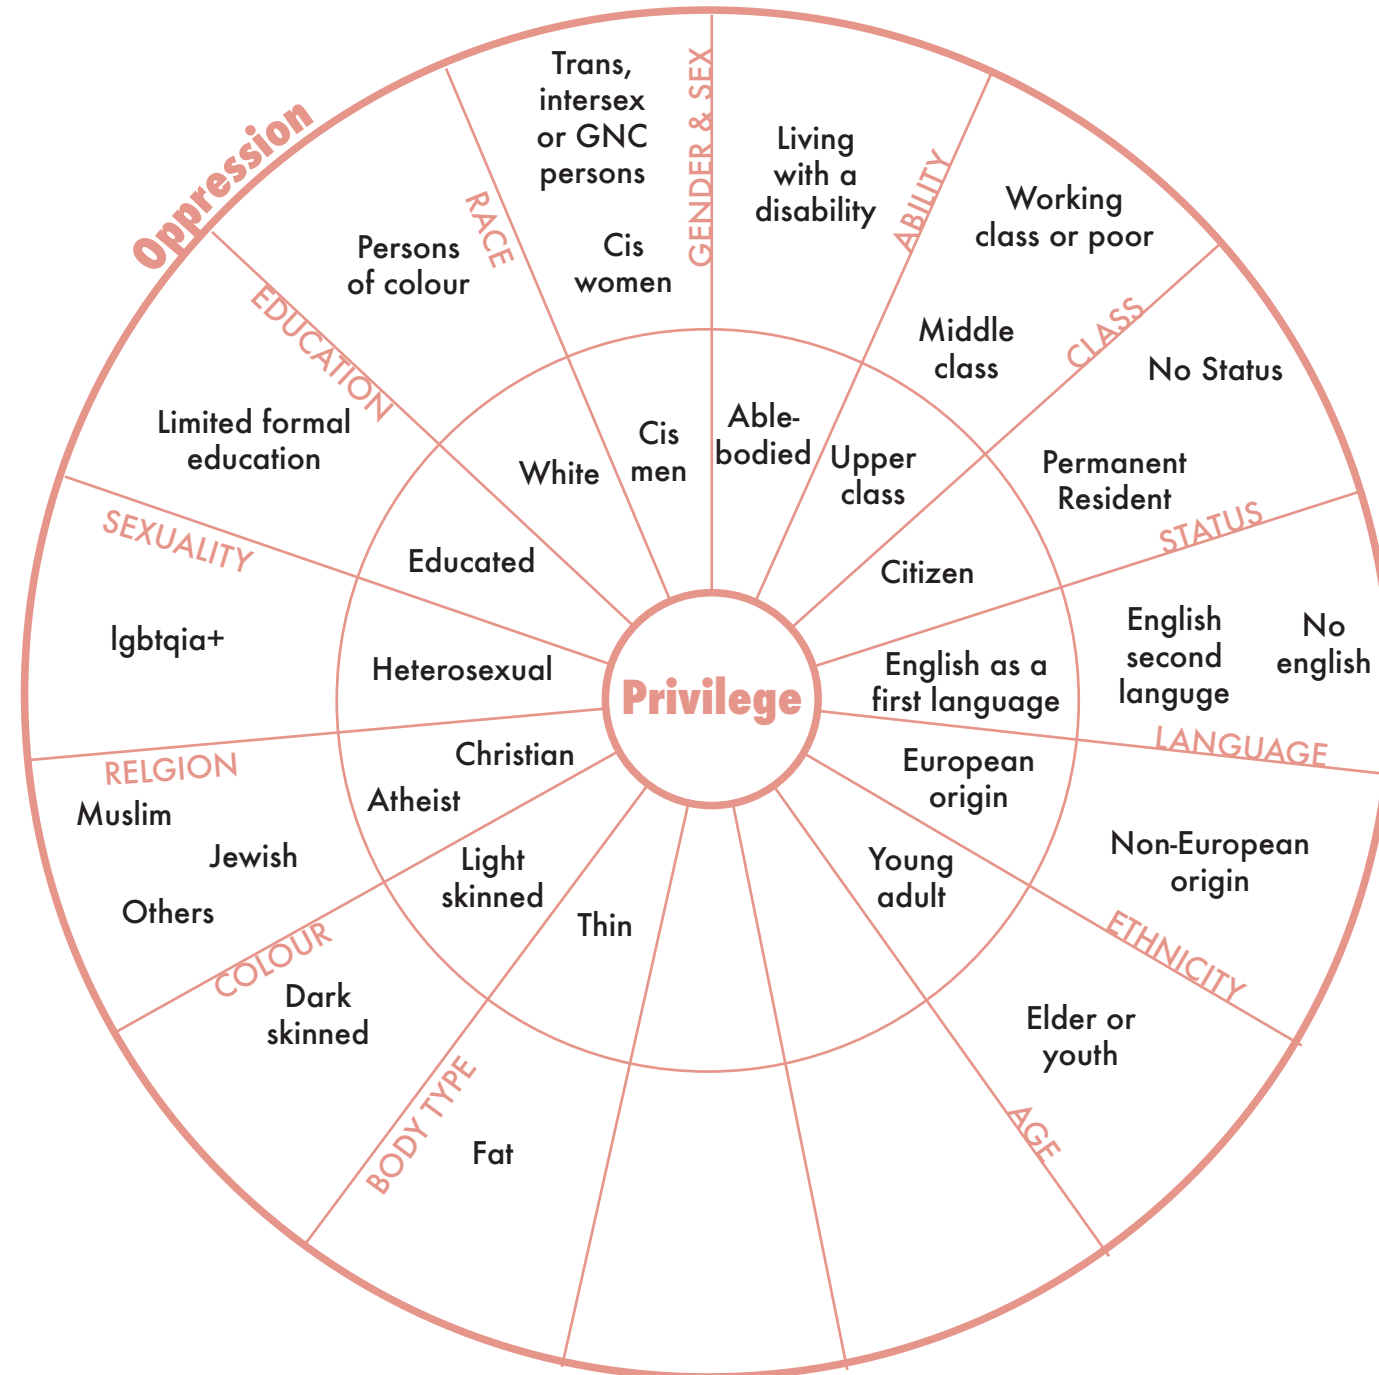 Oppression
Trans,
intersex
or GNC
persons
Cis
women
Cis
men
GENDER & SEX
Living
with a
disability
Able-
bodied
ABILITY
Working
class or poor
Middle
class
Upper
class
CLASS
No Status
Permanent
Resident
Citizen
STATUS
English
second
languge
No
english
English as a
first language
LANGUAGE
Non-European
origin
European
origin
ETHNICITY
Elder or
youth
Young
adult
AGE
Fat
Thin
BODY TYPE
Dark
skinned
Light
skinned
COLOUR
Muslim
Jewish
Others
Christian
Atheist
RELGION
lgbtqia+
Heterosexual
SEXUALITY
Limited formal
education
Educated
EDUCATION
Persons
of colour
White
RACE
Privilege